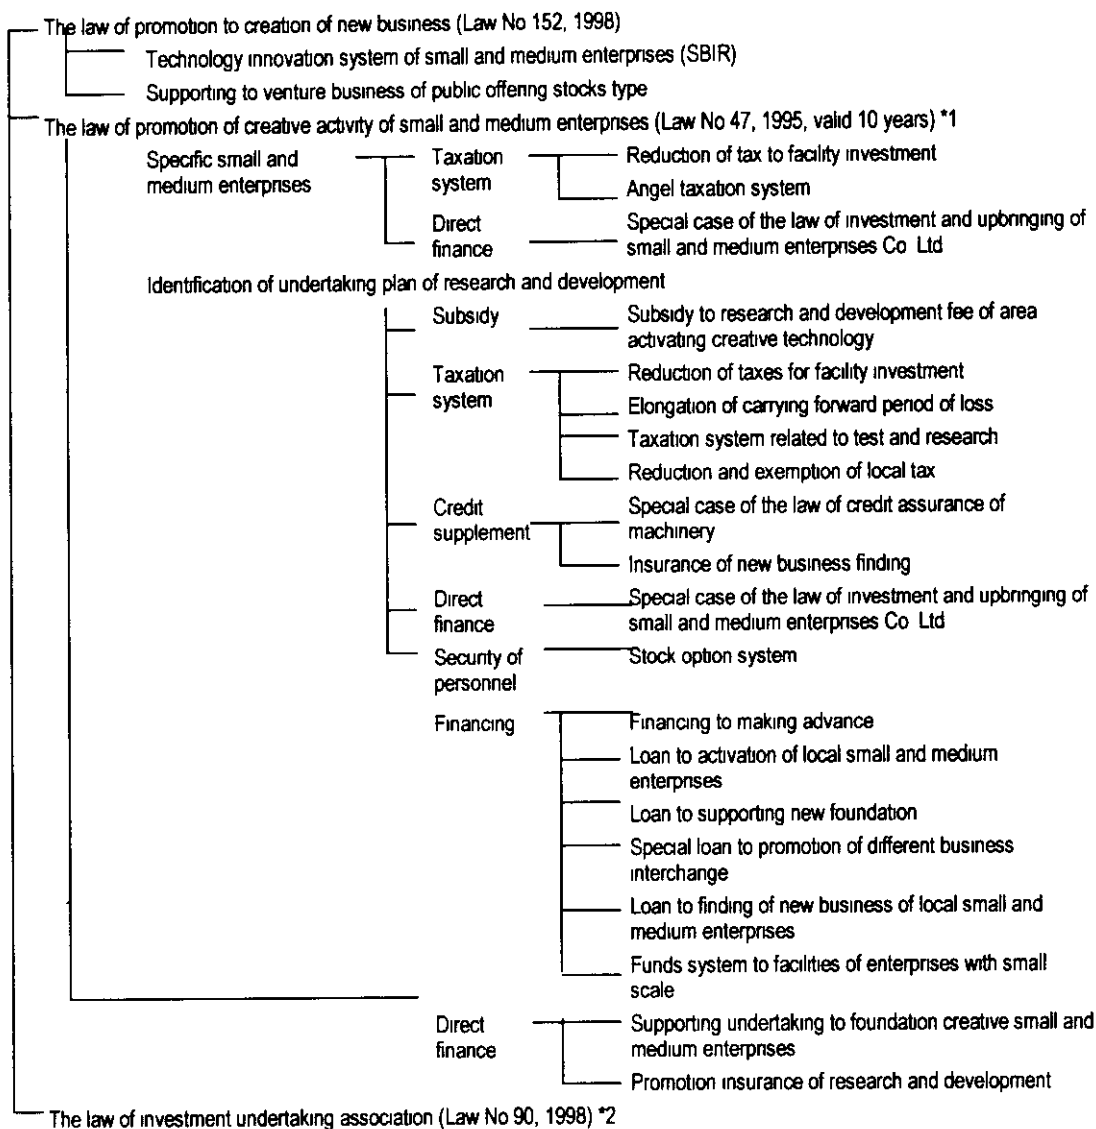 The law of promotion to creation of new business (Law No 152, 1998)
Technology innovation system of small and medium enterprises (SBIR)
Supporting to venture business of public offering stocks type
The law of promotion of creative activity of small and medium enterprises (Law No 47, 1995, valid 10 years) *1
Specific small and
medium enterprises
Taxation
system
Reduction of tax to facility investment
Angel taxation system
Direct
finance
Special case of the law of investment and upbringing of
small and medium enterprises Co Ltd
Identification of undertaking plan of research and development
Subsidy
Subsidy to research and development fee of area
activating creative technology
Taxation
system
Reduction of taxes for facility investment
Elongation of carrying forward period of loss
Taxation system related to test and research
Reduction and exemption of local tax
Credit
supplement
Special case of the law of credit assurance of
machinery
Insurance of new business finding
Direct
finance
Special case of the law of investment and upbringing of
small and medium enterprises Co Ltd
Security of
personnel
Stock option system
Financing
Financing to making advance
Loan to activation of local small and medium
enterprises
Loan to supporting new foundation
Special loan to promotion of different business
interchange
Loan to finding of new business of local small and
medium enterprises
Funds system to facilities of enterprises with small
scale
Direct
finance
Supporting undertaking to foundation creative small and
medium enterprises
Promotion insurance of research and development
The law of investment undertaking association (Law No 90, 1998) *2